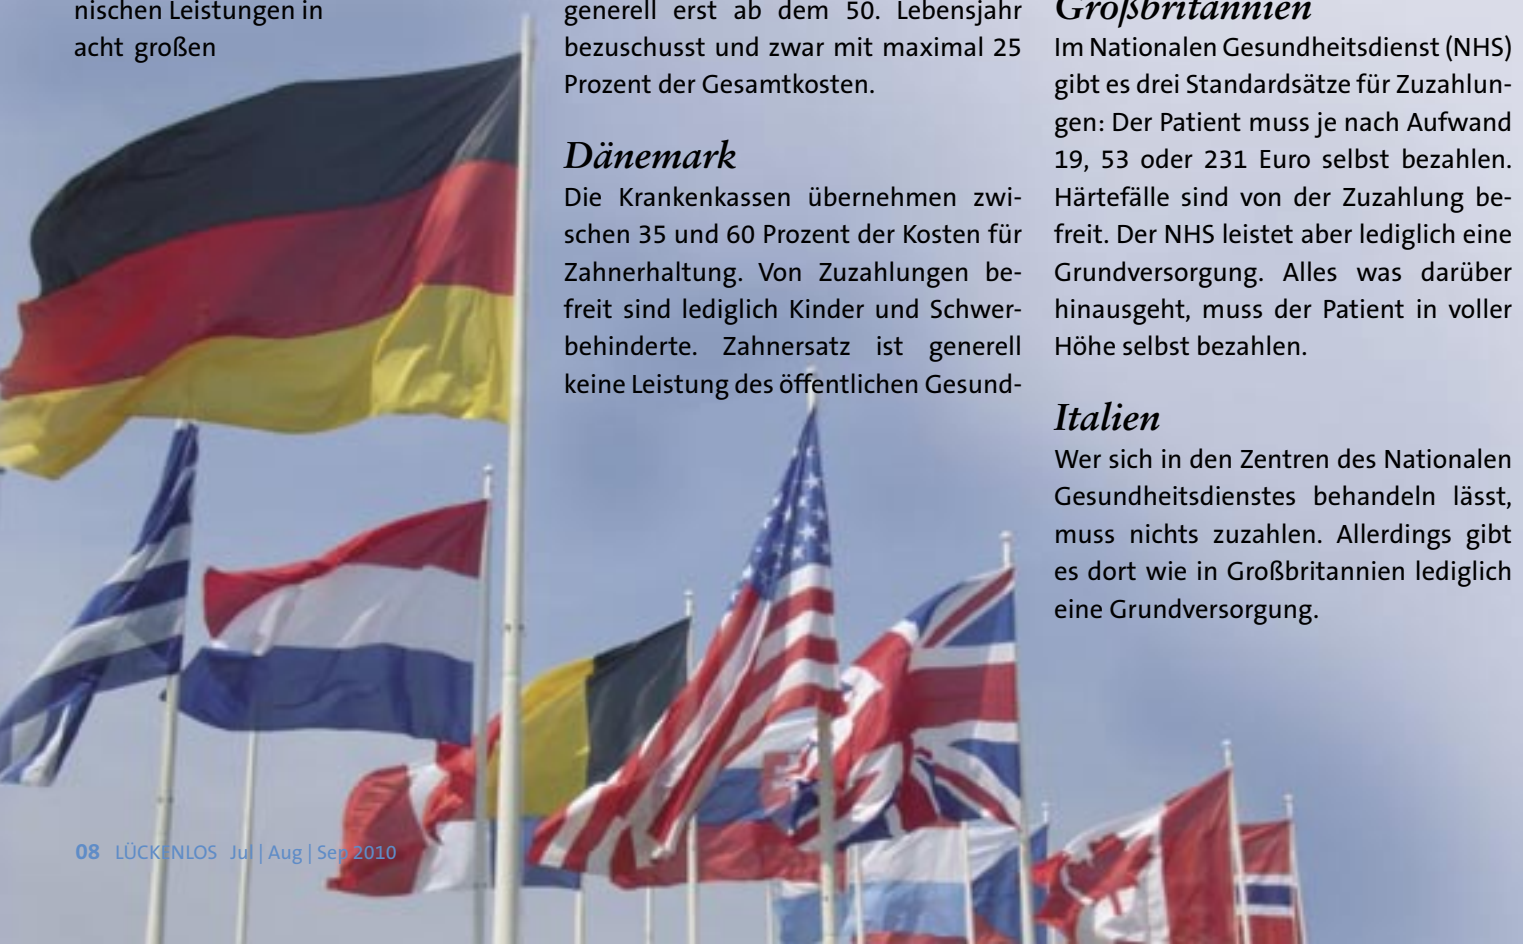 nischen Leistungen in
acht großen
generell erst ab dem 50. Lebensjahr
bezuschusst und zwar mit maximal 25
Prozent der Gesamtkosten.
Dänemark
Die Krankenkassen übernehmen zwi-
schen 35 und 60 Prozent der Kosten für
Zahnerhaltung. Von Zuzahlungen be-
freit sind lediglich Kinder und Schwer-
behinderte. Zahnersatz ist generell
keine Leistung des öffentlichen Gesund-
Großbritannien
Im Nationalen Gesundheitsdienst (NHS)
gibt es drei Standardsätze für Zuzahlun-
gen: Der Patient muss je nach Aufwand
19, 53 oder 231 Euro selbst bezahlen.
Härtefälle sind von der Zuzahlung be-
freit. Der NHS leistet aber lediglich eine
Grundversorgung. Alles was darüber
hinausgeht, muss der Patient in voller
Höhe selbst bezahlen.
Italien
Wer sich in den Zentren des Nationalen
Gesundheitsdienstes behandeln lässt,
muss nichts zuzahlen. Allerdings gibt
es dort wie in Großbritannien lediglich
eine Grundversorgung.
08 LÜCKENLOS Jul | Aug | Sep 2010